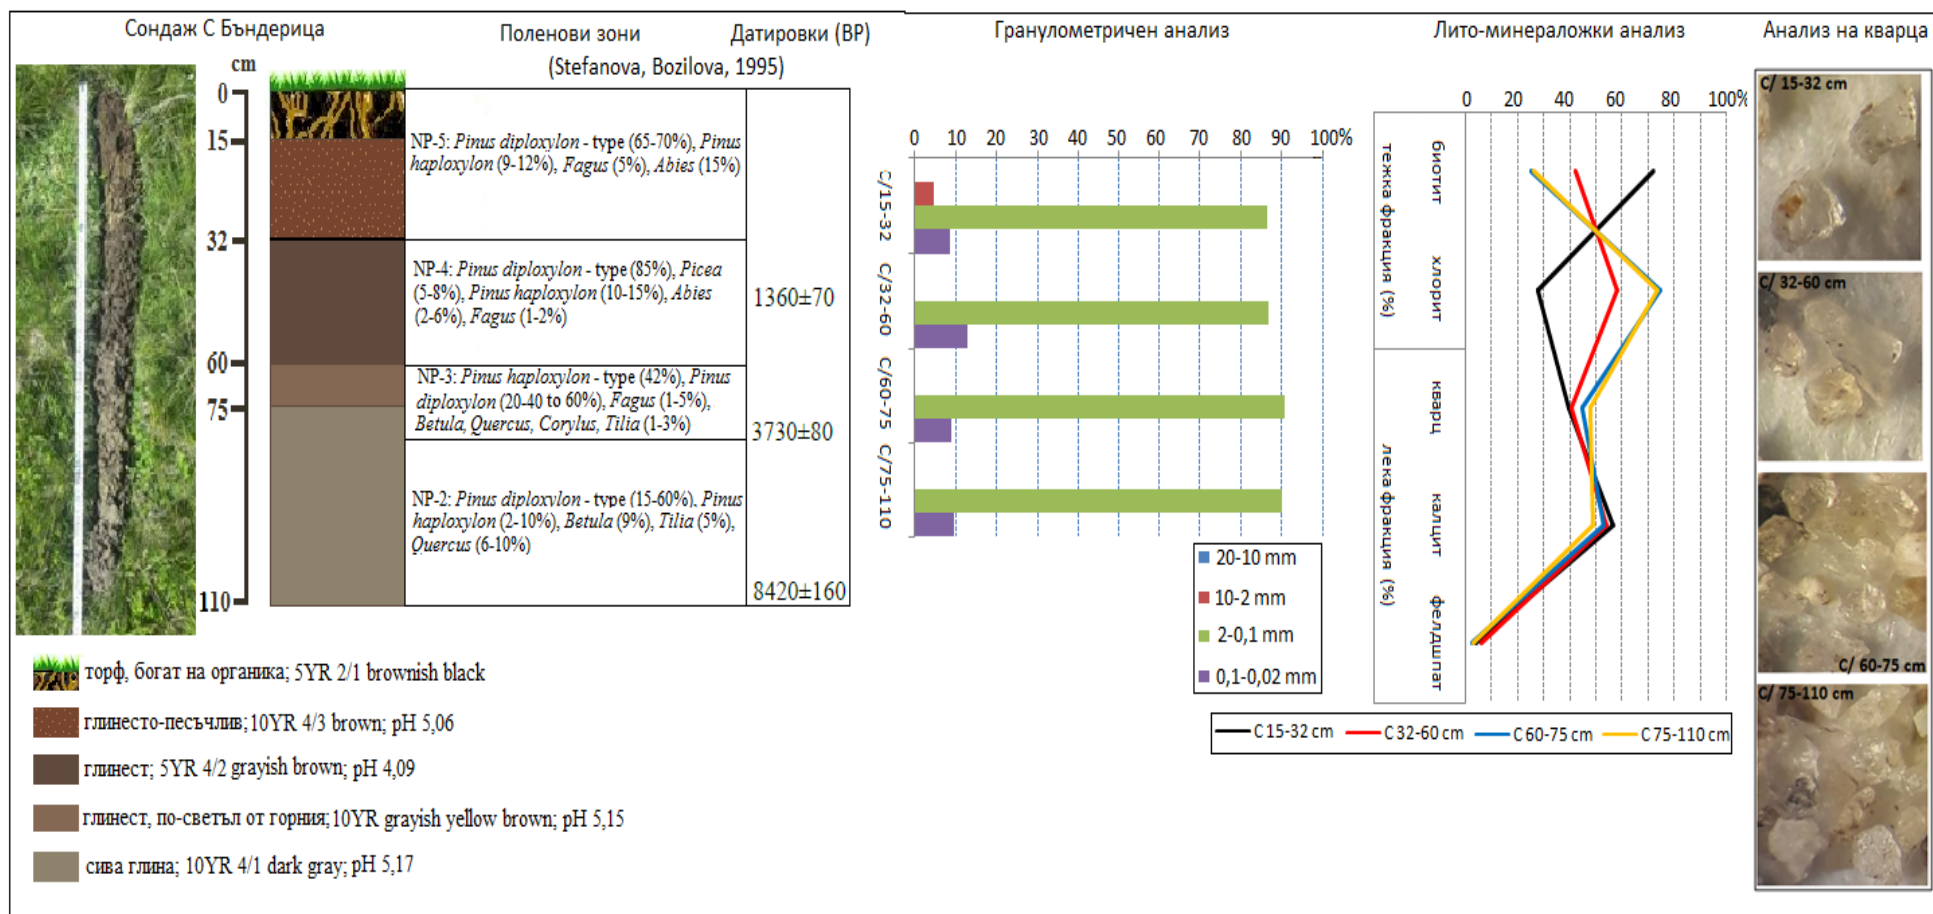 Сондаж С Бъндерица
Поленови зони
(Stefanova, Bozilova, 1995)
Датировки (BP)
Гранулометричен анализ
Лито-минераложки анализ
Анализ на кварца
cm
0
15
32
60
75
110
NP-5: Pinus diploxylon - type (65-70%), Pinus
haploxylon (9-12%), Fagus (5%), Abies (15%)
NP-4: Pinus diploxylon - type (85%), Picea
(5-8%), Pinus haploxylon (10-15%), Abies
(2-6%), Fagus (1-2%)
NP-3: Pinus haploxylon - type (42%), Pinus
diploxylon (20-40 to 60%), Fagus (1-5%),
Betula, Quercus, Corylus, Tilia (1-3%)
NP-2: Pinus diploxylon - type (15-60%), Pinus
haploxylon (2-10%), Betula (9%), Tilia (5%),
Quercus (6-10%)
1360±70
3730±80
8420±160
0 10 20 30 40 50 60 70 80 90 100%
C/15-32
C/32-60
C/60-75
C/75-110
20-10 mm
10-2 mm
2-0,1 mm
0,1-0,02 mm
0 20 40 60 80 100%
тежка фракция (%)
биотит
хлорит
лека фракция (%)
кварц
калцит
фелдшпат
C 15-32 cm
C 32-60 cm
C 60-75 cm
C 75-110 cm
C/ 15-32 cm
C/ 32-60 cm
C/ 60-75 cm
C/ 75-110 cm
торф, богат на органика; 5YR 2/1 brownish black
глинесто-песъчлив; 10YR 4/3 brown; pH 5,06
глинест; 5YR 4/2 grayish brown; pH 4,09
глинест, по-светъл от горния; 10YR grayish yellow brown; pH 5,15
сива глина; 10YR 4/1 dark gray; pH 5,17